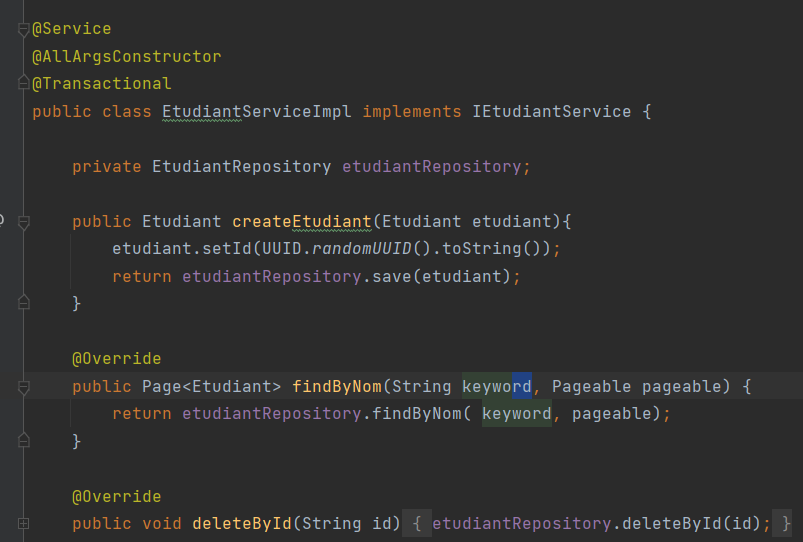 @Service
@AllArgsConstructor
@Transactional
public class EtudiantServiceImpl implements IEtudiantService {
private EtudiantRepository etudiantRepository;
public Etudiant createEtudiant(Etudiant etudiant){
etudiant.setId(UUID.randomUUID().toString());
return etudiantRepository.save(etudiant);
}
@Override
public Page<Etudiant> findByNom(String keyword, Pageable pageable) {
return etudiantRepository.findByNom( keyword, pageable);
}
@Override
public void deleteById(String id) { etudiantRepository.deleteById(id); }